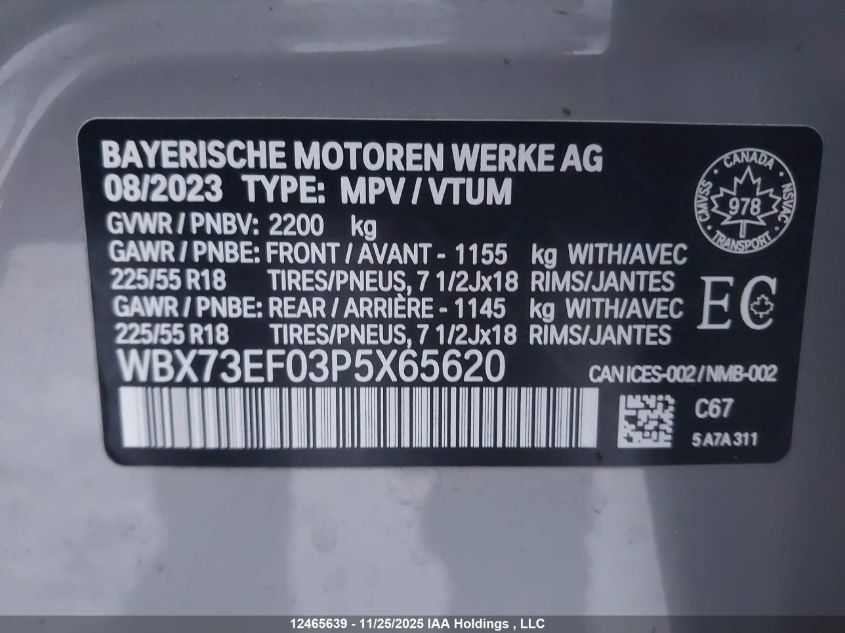 BAYERISCHE MOTOREN WERKE AG
08/2023 TYPE: MPV / VTUM
GVWR / PNBV: 2200 kg
GAWR / PNBE: FRONT / AVANT - 1155 kg WITH/AVEC
225/55 R18 TIRES/PNEUS, 7 1/2Jx18 RIMS/JANTES
GAWR / PNBE: REAR / ARRIÈRE - 1145 kg WITH/AVEC
225/55 R18 TIRES/PNEUS, 7 1/2Jx18 RIMS/JANTES
WBX73EF03P5X65620
CANADA
CMVSS
NSVAC
978
TRANSPORT
EC
CAN ICES-002 / NMB-002
C67
5 A7A 311
12465639 - 11/25/2025 IAA Holdings , LLC